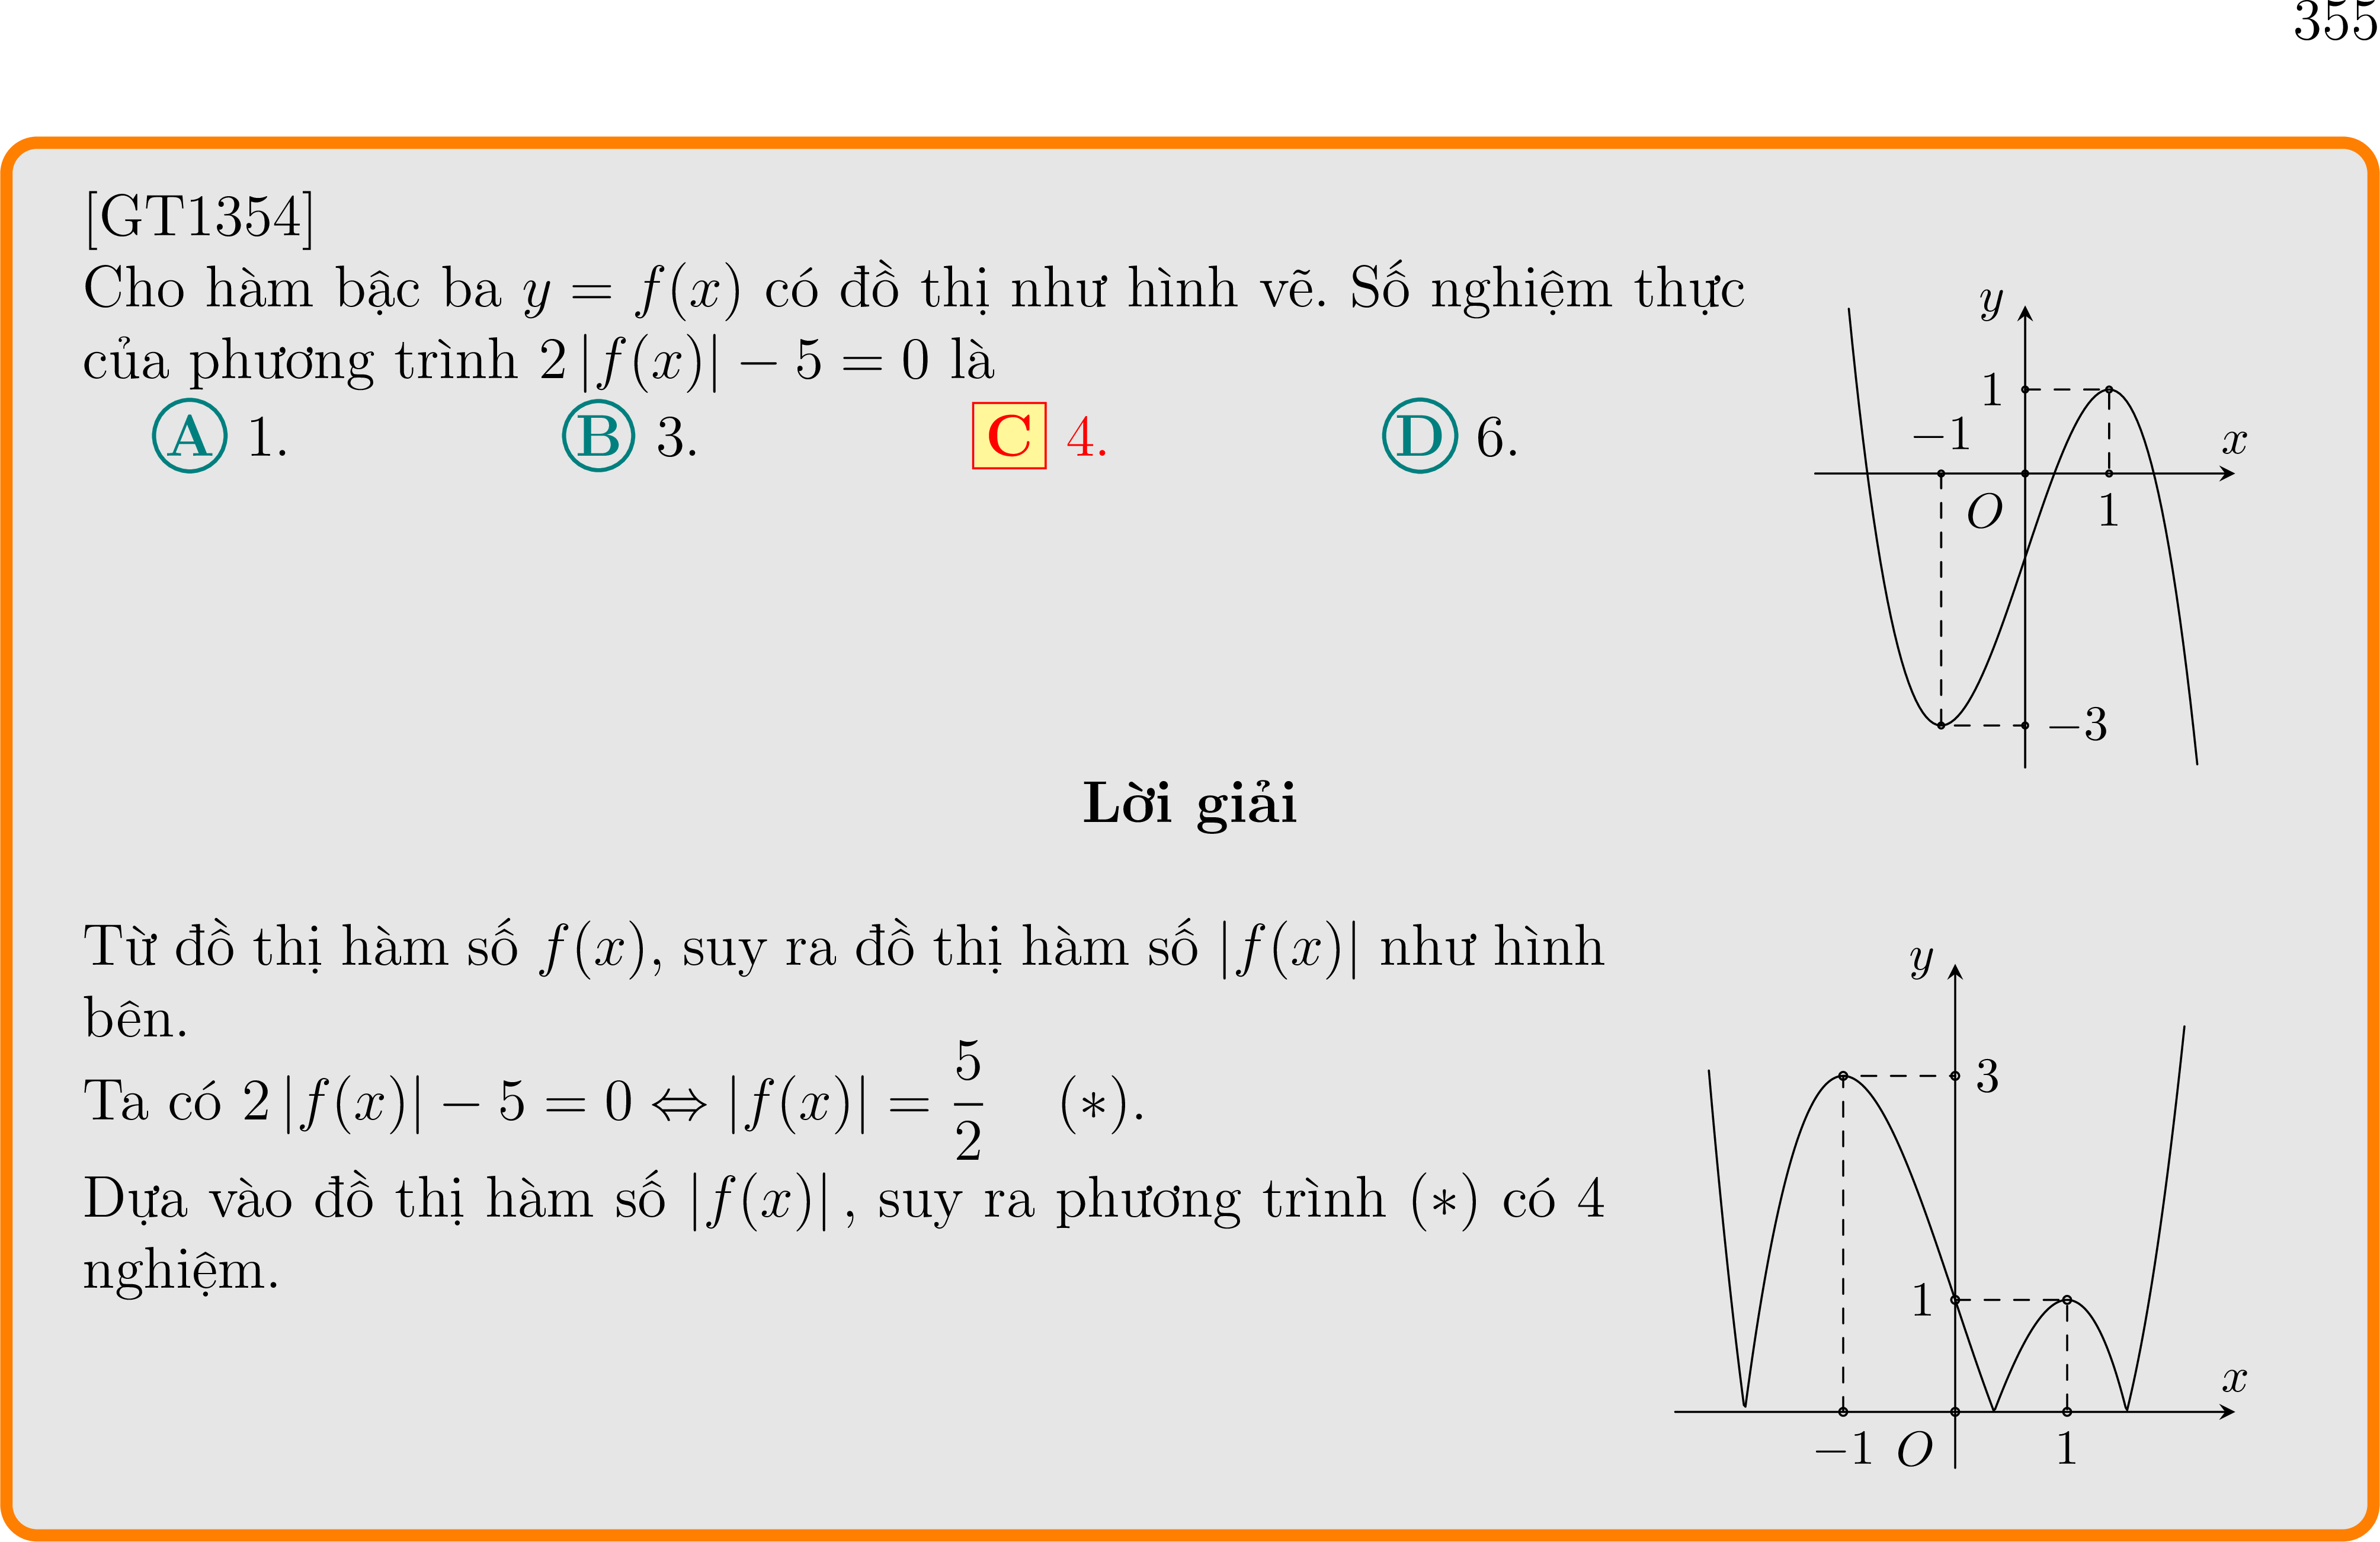 355
[GT1354]
Cho hàm bậc ba y = f(x) có đồ thị như hình vẽ. Số nghiệm thực
của phương trình 2 |f(x)| − 5 = 0 là
A 1. B 3. C 4. D 6.
y
1
−1
x
O
1
−3
Lời giải
Từ đồ thị hàm số f(x), suy ra đồ thị hàm số |f(x)| như hình
bên.
Ta có 2 |f(x)| − 5 = 0 ⇔ |f(x)| = 5/2 (∗).
Dựa vào đồ thị hàm số |f(x)| , suy ra phương trình (∗) có 4
nghiệm.
y
3
1
x
−1 O 1